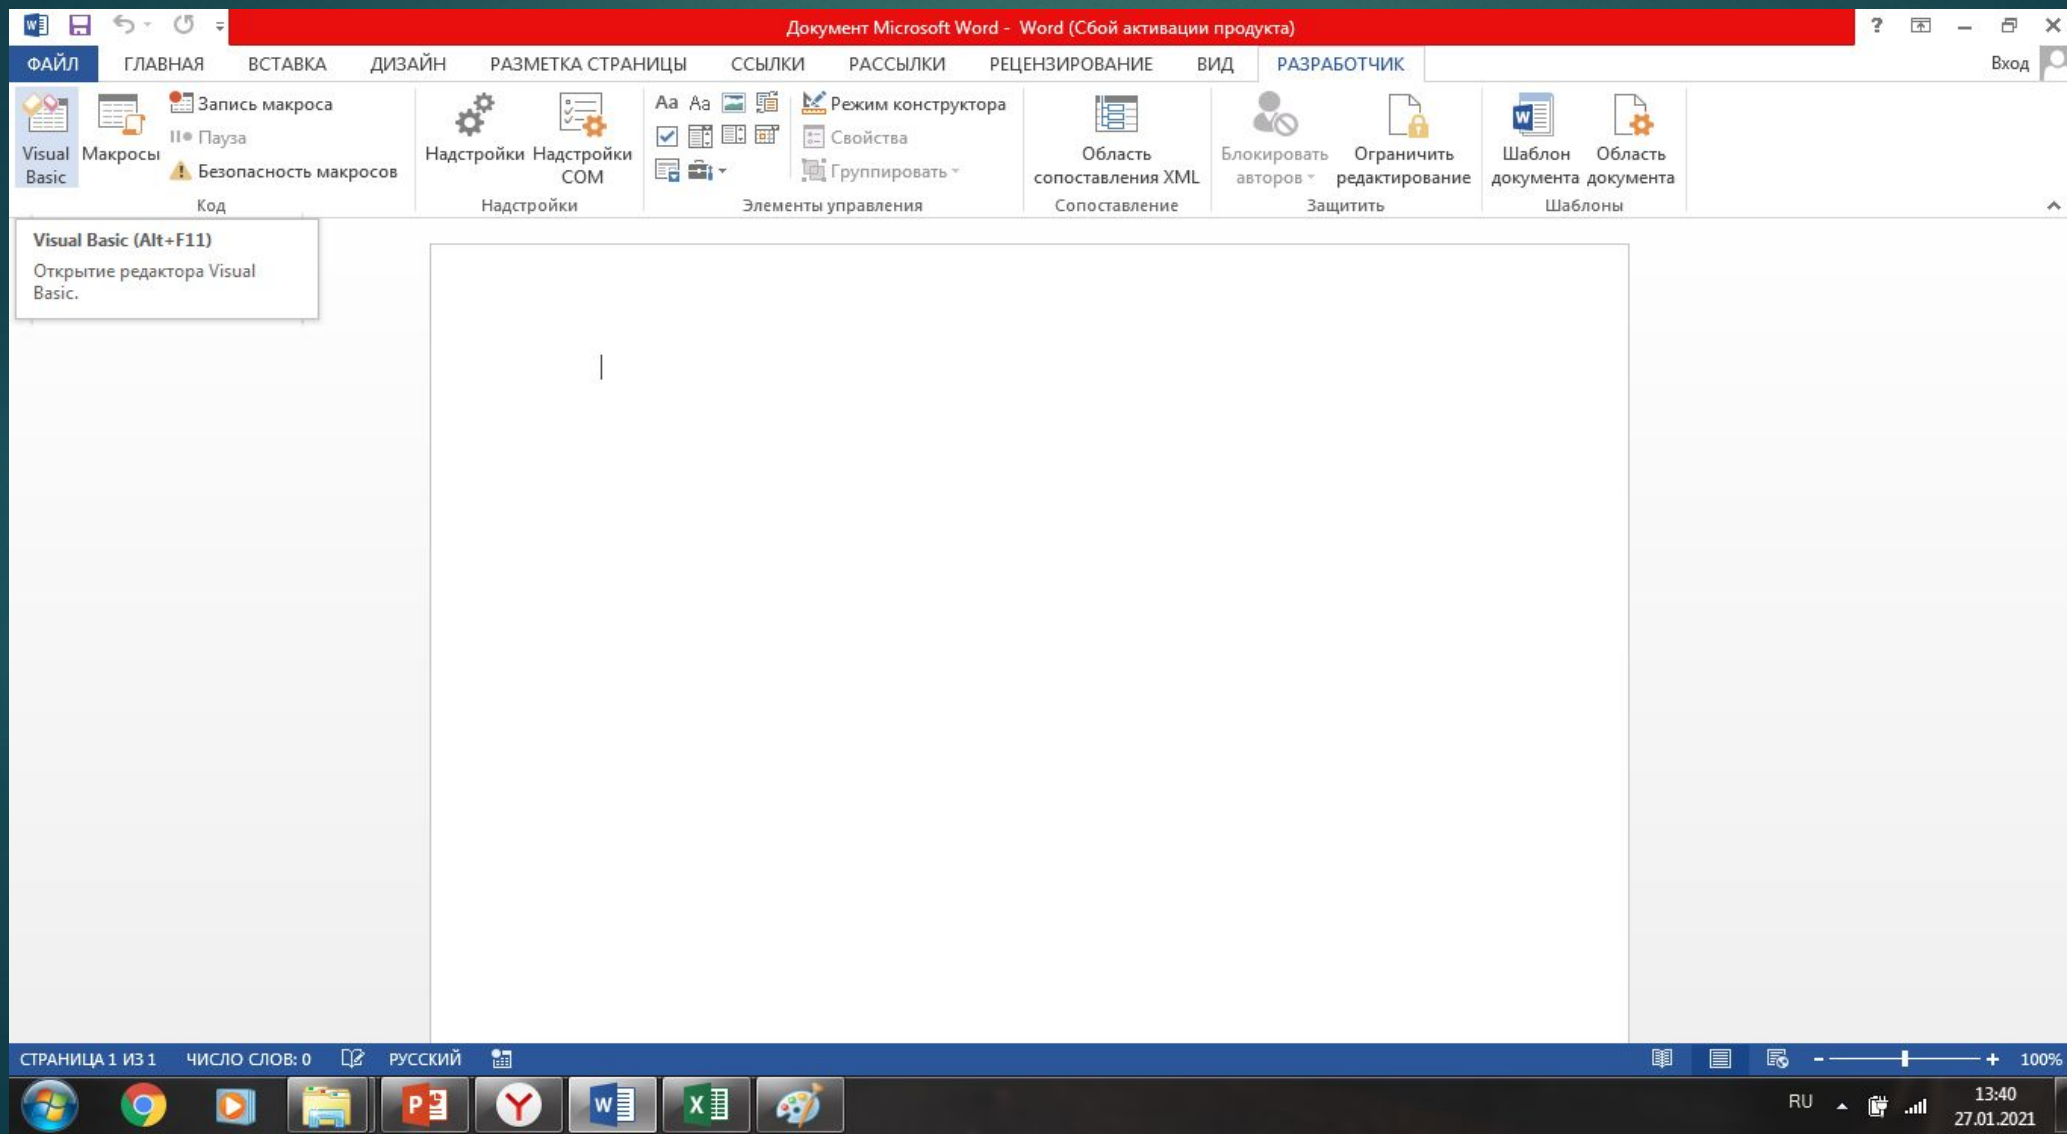 Документ Microsoft Word - Word (Сбой активации продукта)
ФАЙЛ ГЛАВНАЯ ВСТАВКА ДИЗАЙН РАЗМЕТКА СТРАНИЦЫ ССЫЛКИ РАССЫЛКИ РЕЦЕНЗИРОВАНИЕ ВИД РАЗРАБОТЧИК Вход
Visual Basic
Макросы
Запись макроса
Пауза
Безопасность макросов
Код
Надстройки
Надстройки COM
Надстройки
Aa Aa
Режим конструктора
Свойства
Группировать
Элементы управления
Область сопоставления XML
Сопоставление
Блокировать авторов
Ограничить редактирование
Защитить
Шаблон документа
Область документа
Шаблоны
Visual Basic (Alt+F11)
Открытие редактора Visual
Basic.
СТРАНИЦА 1 ИЗ 1 ЧИСЛО СЛОВ: 0 РУССКИЙ 100%
RU 13:40
27.01.2021